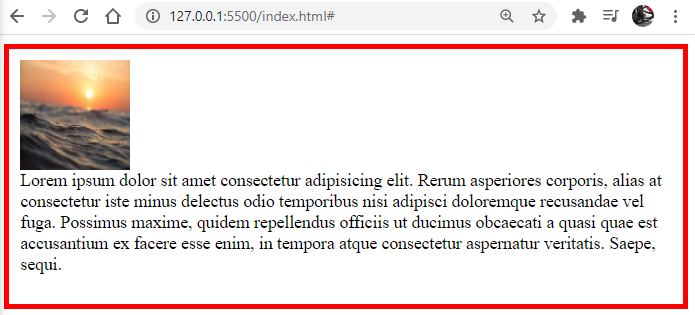 127.0.0.1:5500/index.html#
Lorem ipsum dolor sit amet consectetur adipisicing elit. Rerum asperiores corporis, alias at
consectetur iste minus delectus odio temporibus nisi adipisci doloremque recusandae vel
fuga. Possimus maxime, quidem repellendus officiis ut ducimus obcaecati a quasi quae est
accusantium ex facere esse enim, in tempora atque consectetur aspernatur veritatis. Saepe,
sequi.